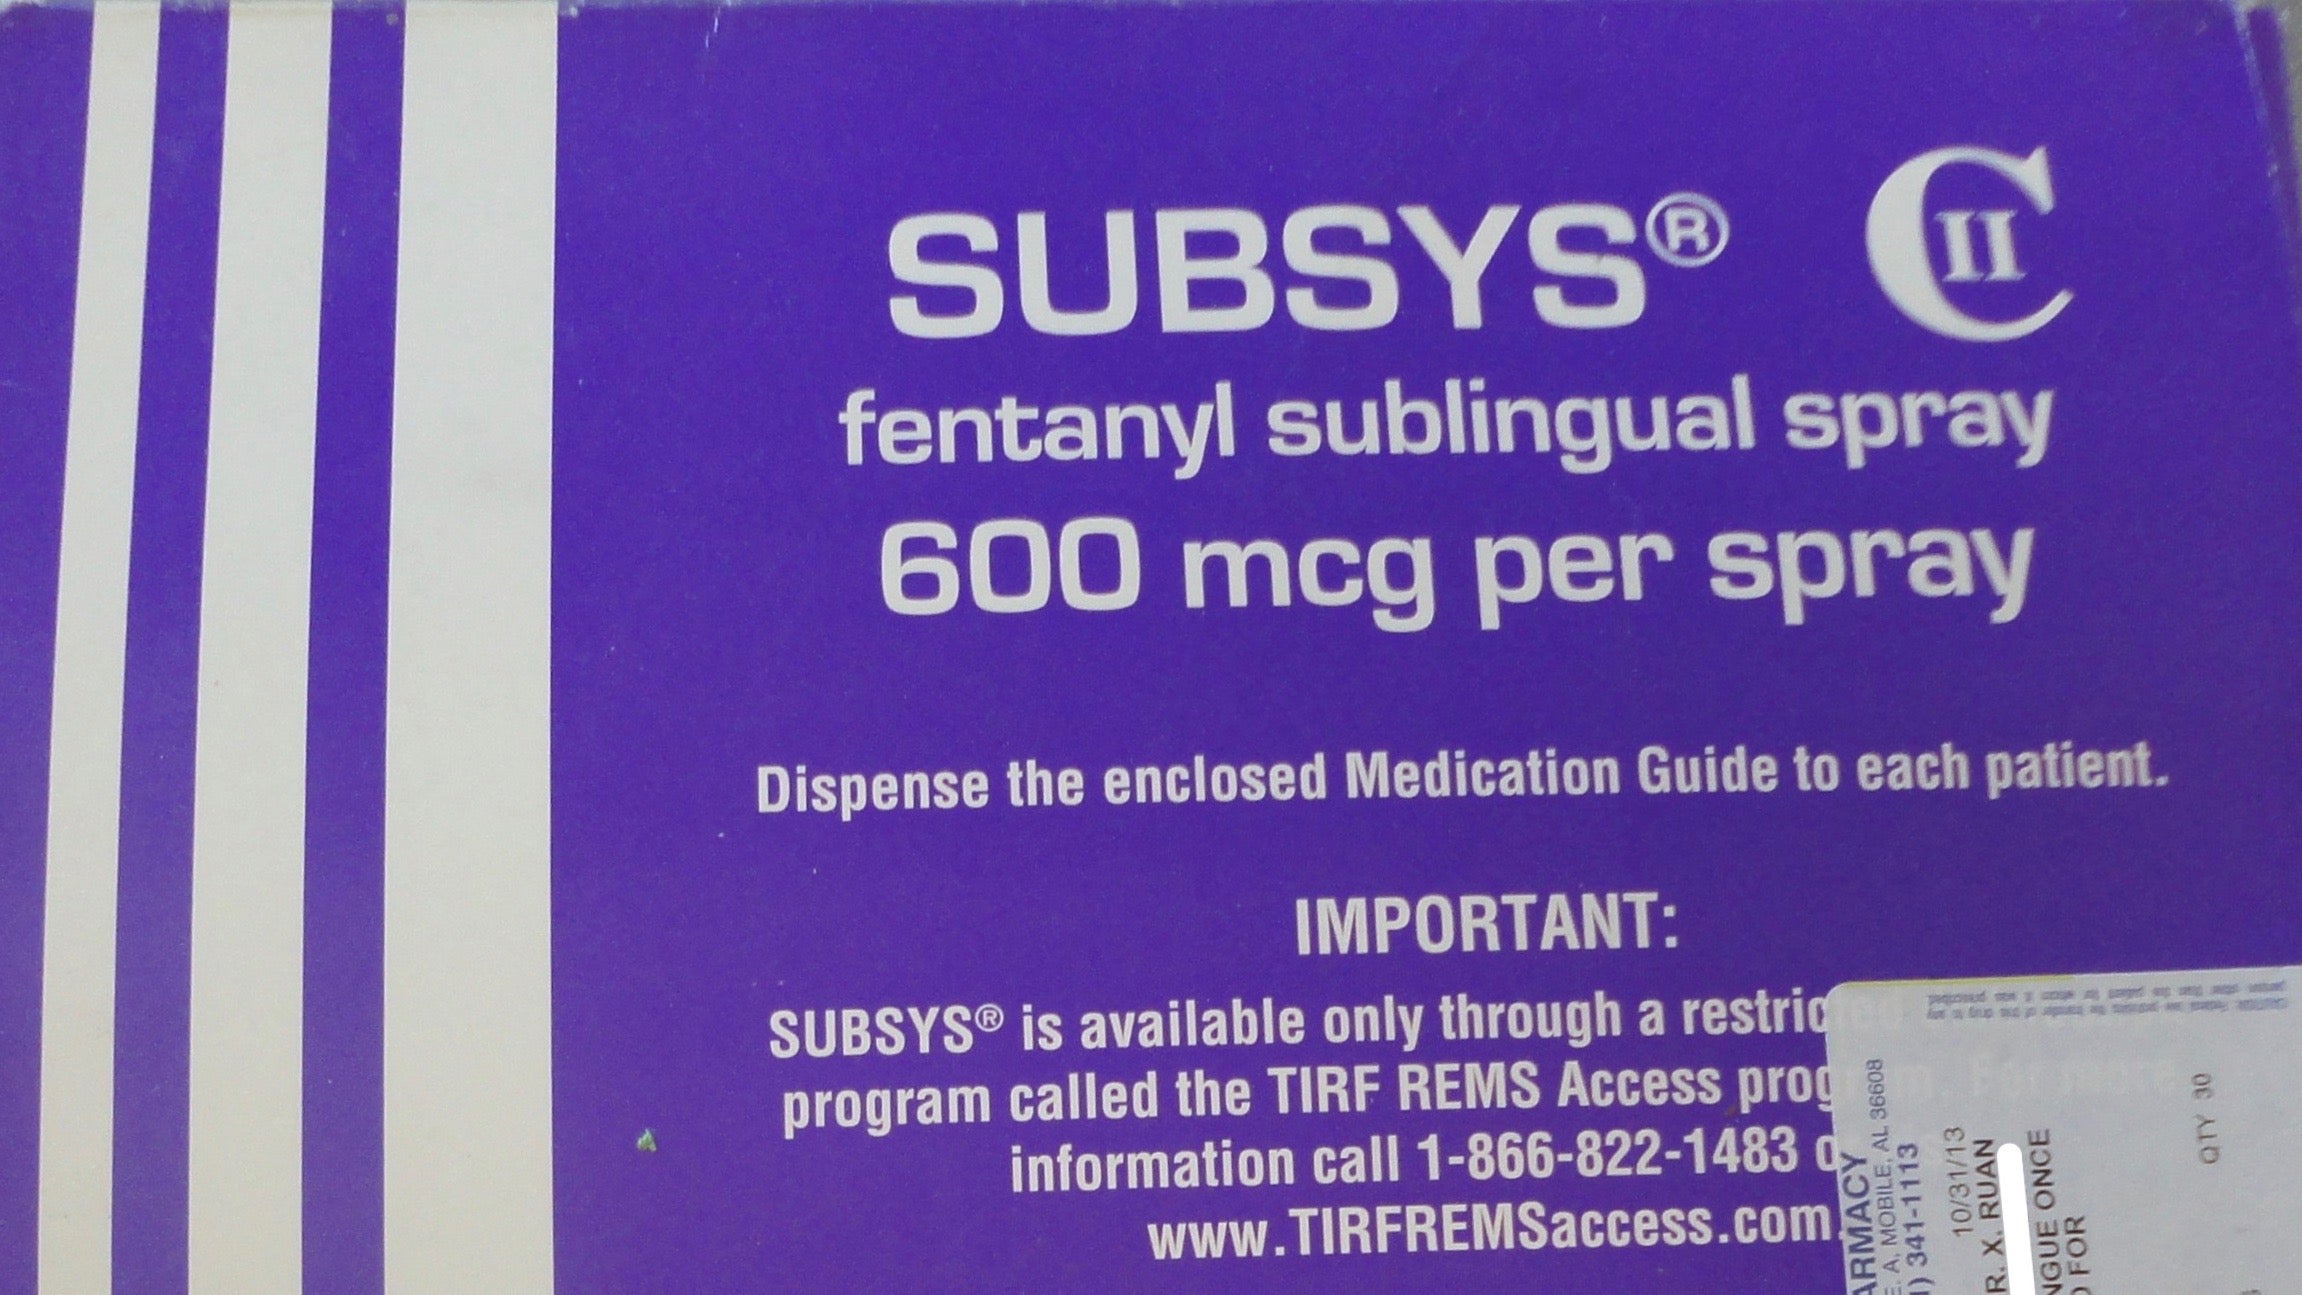 SUBSYS® CII
fentanyl sublingual spray
600 mcg per spray
Dispense the enclosed Medication Guide to each patient.
IMPORTANT:
SUBSYS® is available only through a restric
program called the TIRF REMS Access prog
information call 1-866-822-1483 o
www.TIRFREMSaccess.com
ARMACY
E. A, MOBILE, AL 36608
1) 341-1113
10/31/13
R. X. RUAN
NGUE ONCE
FOR
QTY 30